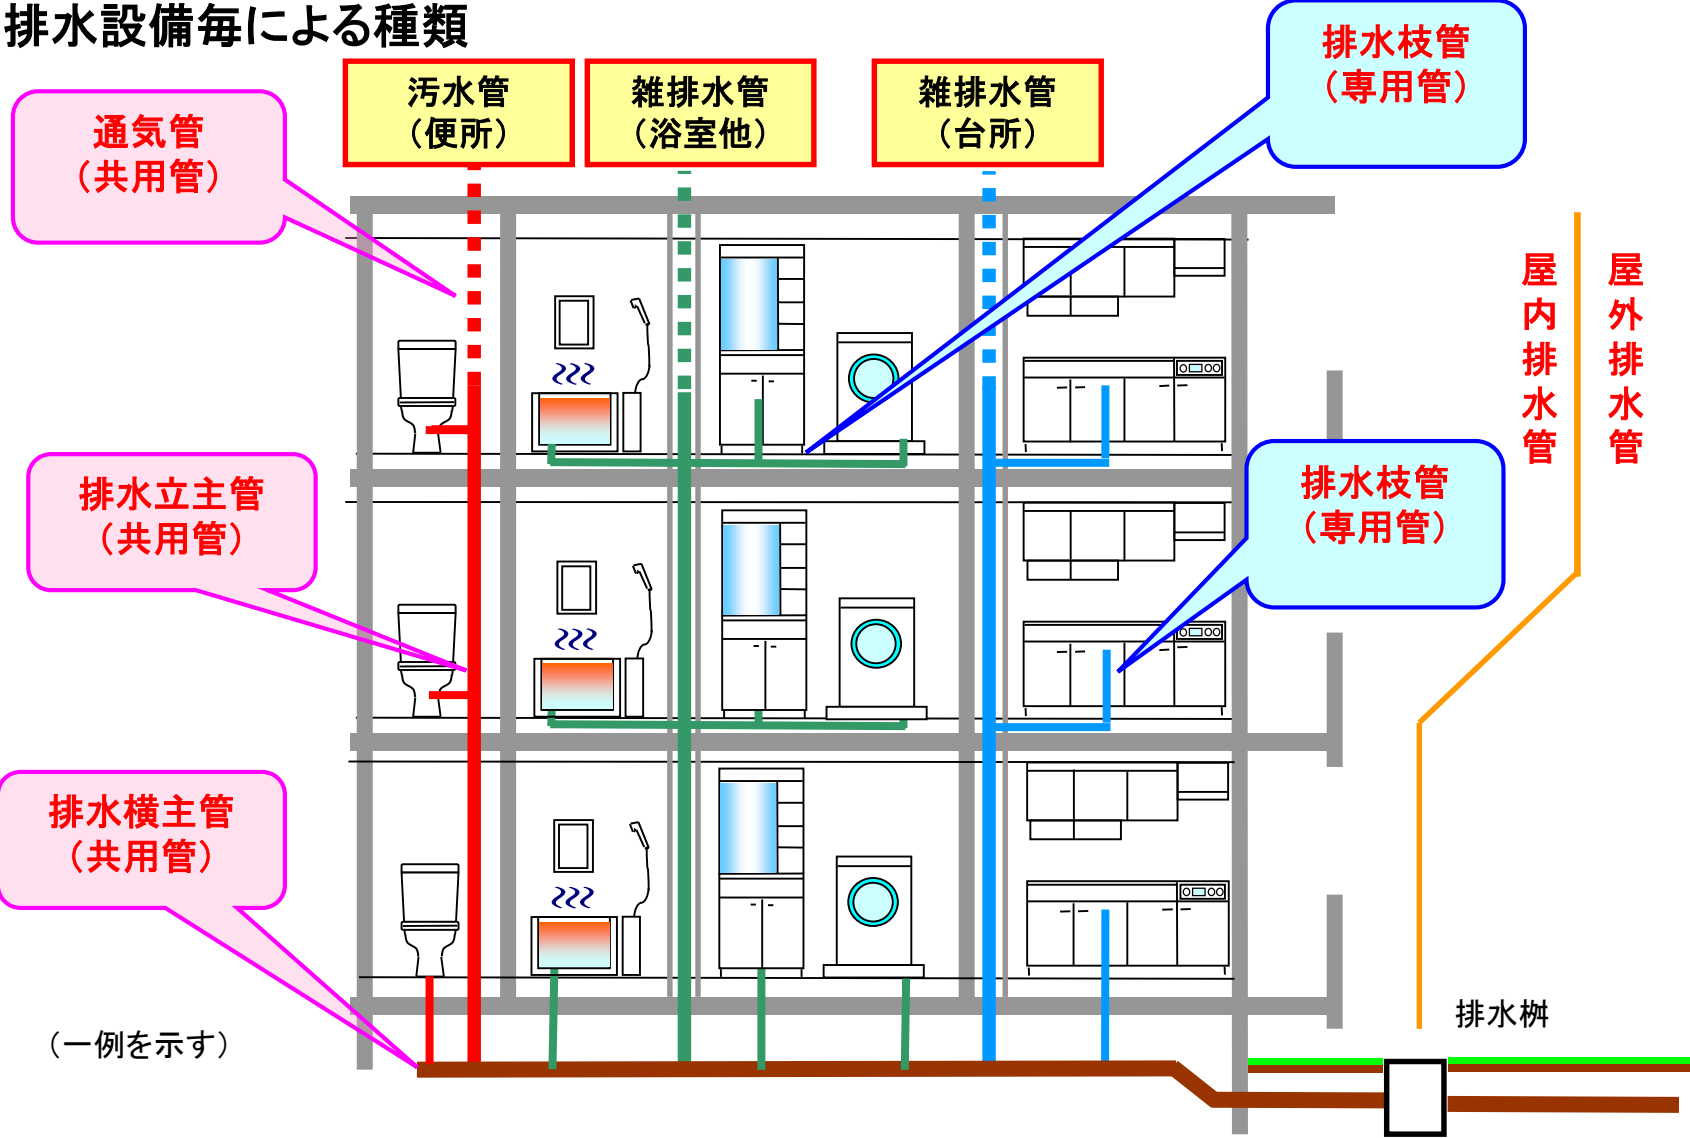 排水設備毎による種類
汚水管
（便所）
雑排水管
（浴室他）
雑排水管
（台所）
排水枝管
（専用管）
通気管
（共用管）
屋内排水管
屋外排水管
排水立主管
（共用管）
排水枝管
（専用管）
排水横主管
（共用管）
（一例を示す）
排水桝